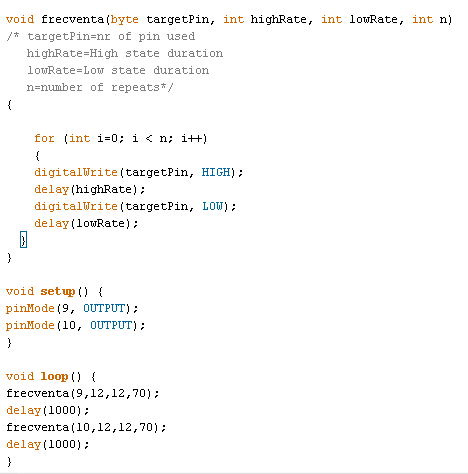 void frecventa(byte targetPin, int highRate, int lowRate, int n)
/* targetPin=nr of pin used
   highRate=High state duration
   lowRate=Low state duration
   n=number of repeats*/
{

    for (int i=0; i < n; i++)
    {
    digitalWrite(targetPin, HIGH);
    delay(highRate);
    digitalWrite(targetPin, LOW);
    delay(lowRate);
  }
}

void setup() {
pinMode(9, OUTPUT);
pinMode(10, OUTPUT);
}

void loop() {
frecventa(9,12,12,70);
delay(1000);
frecventa(10,12,12,70);
delay(1000);
}